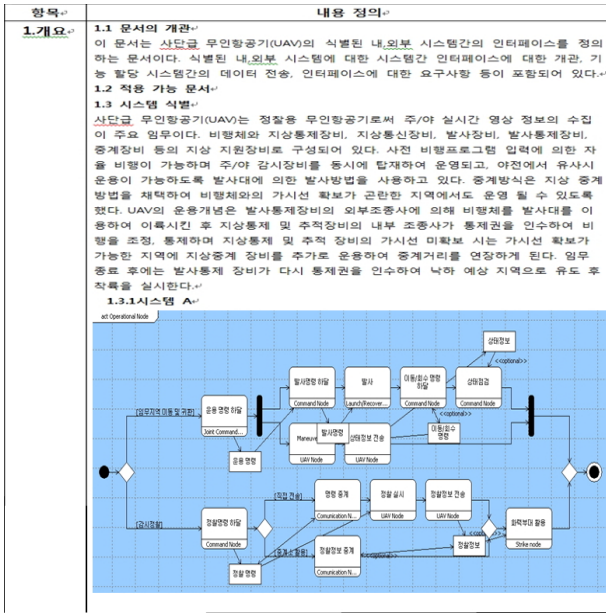 항목 내용 정의
1.개요
1.1 문서의 개관
이 문서는 사단급 무인항공기(UAV)의 식별된 내,외부 시스템간의 인터페이스를 정의
하는 문서이다. 식별된 내,외부 시스템에 대한 시스템간 인터페이스에 대한 개관, 기
능 할당 시스템간의 데이터 전송, 인터페이스에 대한 요구사항 등이 포함되어 있다.
1.2 적용 가능 문서
1.3 시스템 식별
사단급 무인항공기(UAV)는 정찰용 무인항공기로써 주/야 실시간 영상 정보의 수집
이 주요 임무이다. 비행체와 지상통제장비, 지상통신장비, 발사장비, 발사통제장비,
중계장비 등의 지상 지원장비로 구성되어 있다. 사전 비행프로그램 입력에 의한 자
율 비행이 가능하며 주/야 감시장비를 동시에 탑재하여 운영되고, 야전에서 유사시
운용이 가능하도록 발사대에 의한 발사방법을 사용하고 있다. 중계방식은 지상 중계
방법을 채택하여 비행체와의 가시선 확보가 곤란한 지역에서도 운영 될 수 있도록
했다. UAV의 운용개념은 발사통제장비의 외부조종사에 의해 비행체를 발사대를 이
용하여 이륙시킨 후 지상통제 및 추적장비의 내부 조종사가 통제권을 인수하여 비
행을 조정, 통제하며 지상통제 및 추적 장비의 가시선 미확보 시는 가시선 확보가
가능한 지역에 지상중계 장비를 추가로 운용하여 중계거리를 연장하게 된다. 임무
종료 후에는 발사통제 장비가 다시 통제권을 인수하여 낙하 예상 지역으로 유도 후
착륙을 실시한다.
1.3.1시스템 A
act Operational Node
상태정보
<<optional>>
발사명령 하달
Command Node
발사
Launch/Recover...
이동/회수 명령
하달
Command Node
상태점검
Command Node
[임무지역 이동 및 귀환]
운용 명령 하달
Joint Command...
<<optional>>
Maneuve
UAV Node
발사명령
상태정보 전송
UAV Node
이동/회수
명령
운용 명령
[직접 전송]
명령 중계
Comunication N...
정찰 실시
UAV Node
정찰정보 전송
UAV Node
[감시정찰]
정찰명령 하달
Command Node
화력부대 활용
Strike node
[중계소 활용]
정찰정보 중계
Comunication N...
<<optional>>
정찰정보
정찰 명령